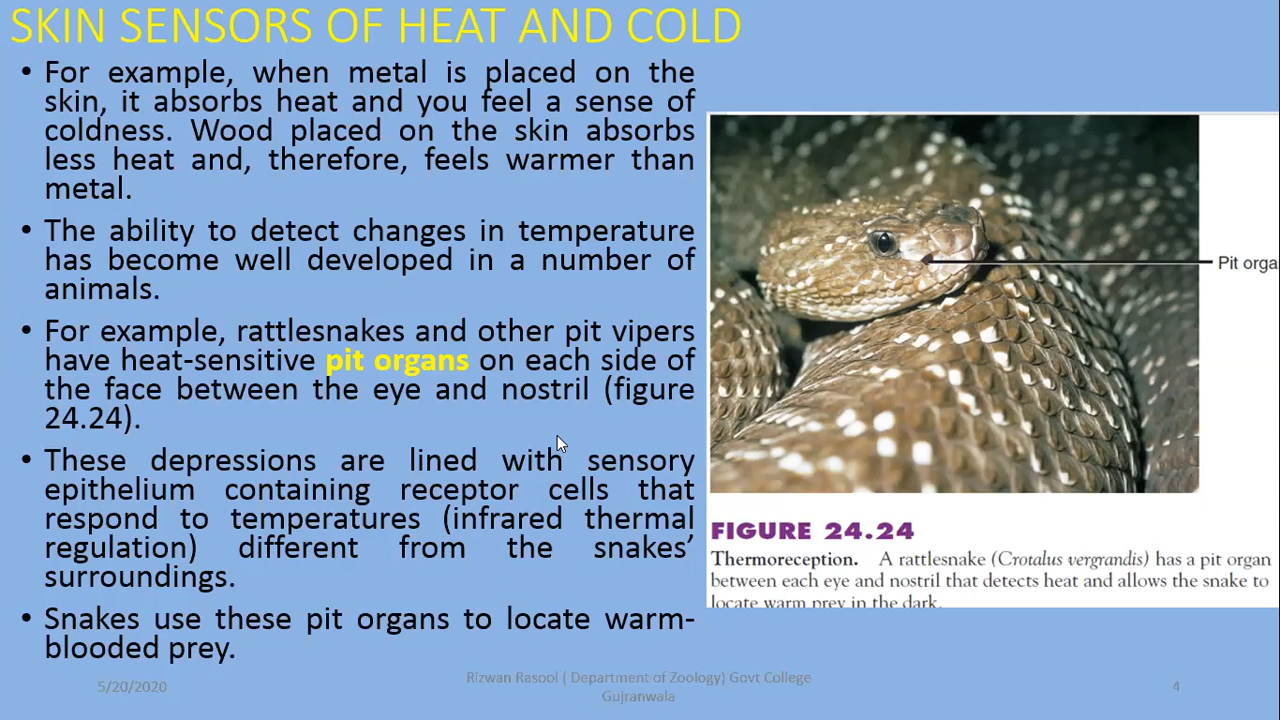 SKIN SENSORS OF HEAT AND COLD
• For example, when metal is placed on the
skin, it absorbs heat and you feel a sense of
coldness. Wood placed on the skin absorbs
less heat and, therefore, feels warmer than
metal.
• The ability to detect changes in temperature
has become well developed in a number of
animals.
• For example, rattlesnakes and other pit vipers
have heat-sensitive pit organs on each side of
the face between the eye and nostril (figure
24.24).
• These depressions are lined with sensory
epithelium containing receptor cells that
respond to temperatures (infrared thermal
regulation) different from the snakes’
surroundings.
• Snakes use these pit organs to locate warm-
blooded prey.
Pit orga
FIGURE 24.24
Thermoreception. A rattlesnake (Crotalus vergrandis) has a pit organ
between each eye and nostril that detects heat and allows the snake to
locate warm prey in the dark.
5/20/2020
Rizwan Rasool ( Department of Zoology) Govt College
Gujranwala
4